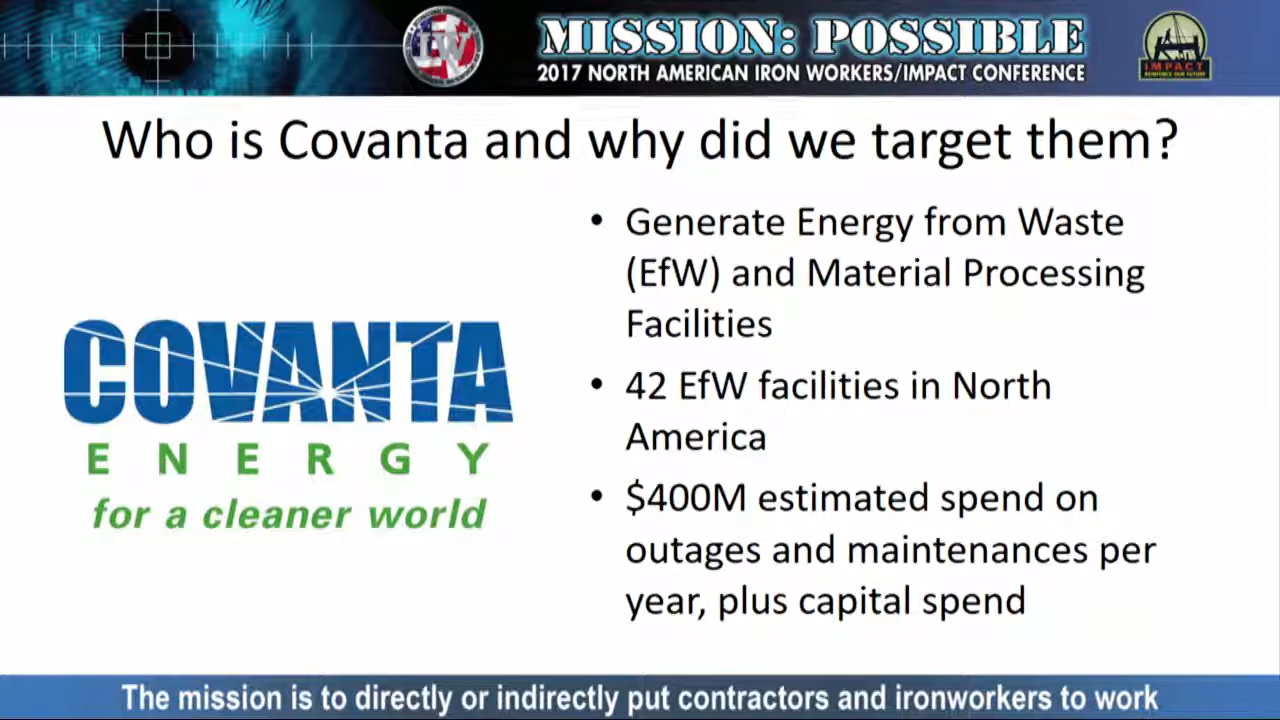 MISSION: POSSIBLE
2017 NORTH AMERICAN IRON WORKERS/IMPACT CONFERENCE
IW
IMPACT
Who is Covanta and why did we target them?
• Generate Energy from Waste
(EfW) and Material Processing
Facilities
• 42 EfW facilities in North
America
• $400M estimated spend on
outages and maintenances per
year, plus capital spend
COVANTA
ENERGY
for a cleaner world
The mission is to directly or indirectly put contractors and ironworkers to work